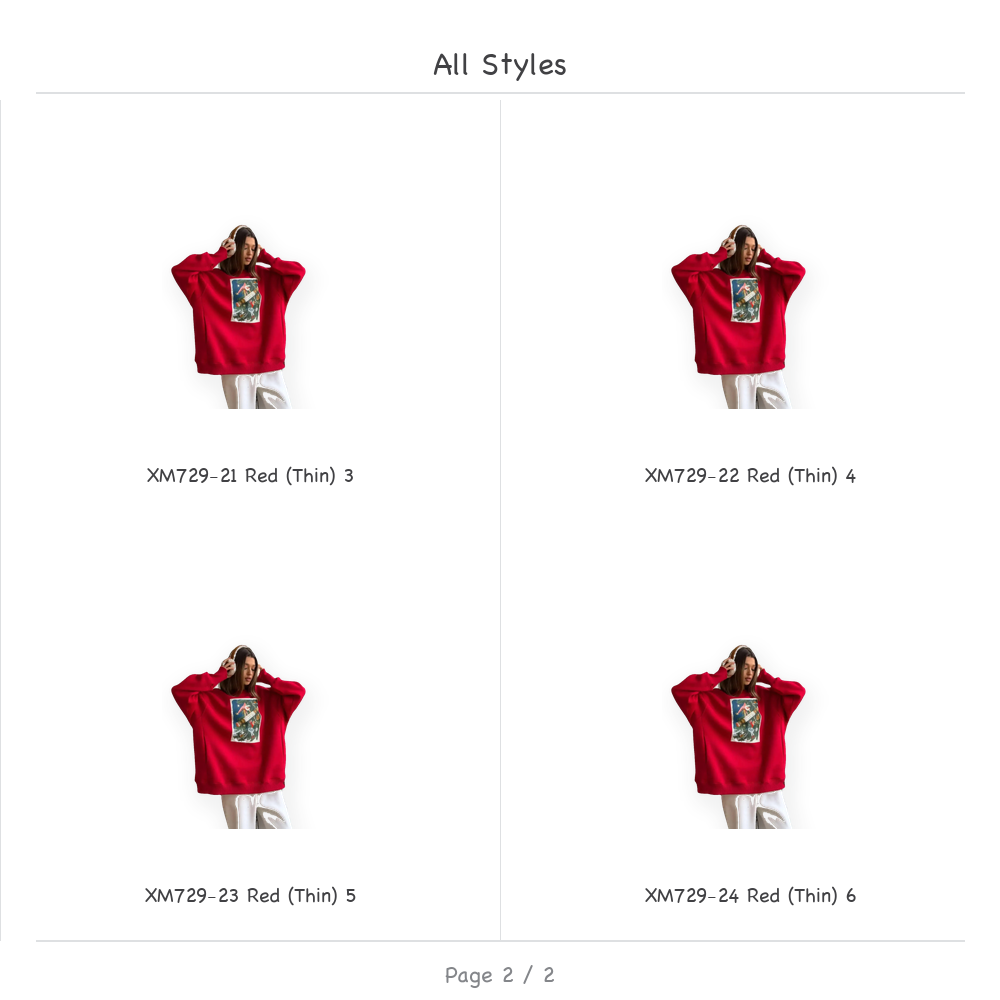 All Styles
XM729-21 Red (Thin) 3
XM729-22 Red (Thin) 4
XM729-23 Red (Thin) 5
XM729-24 Red (Thin) 6
Page 2 / 2